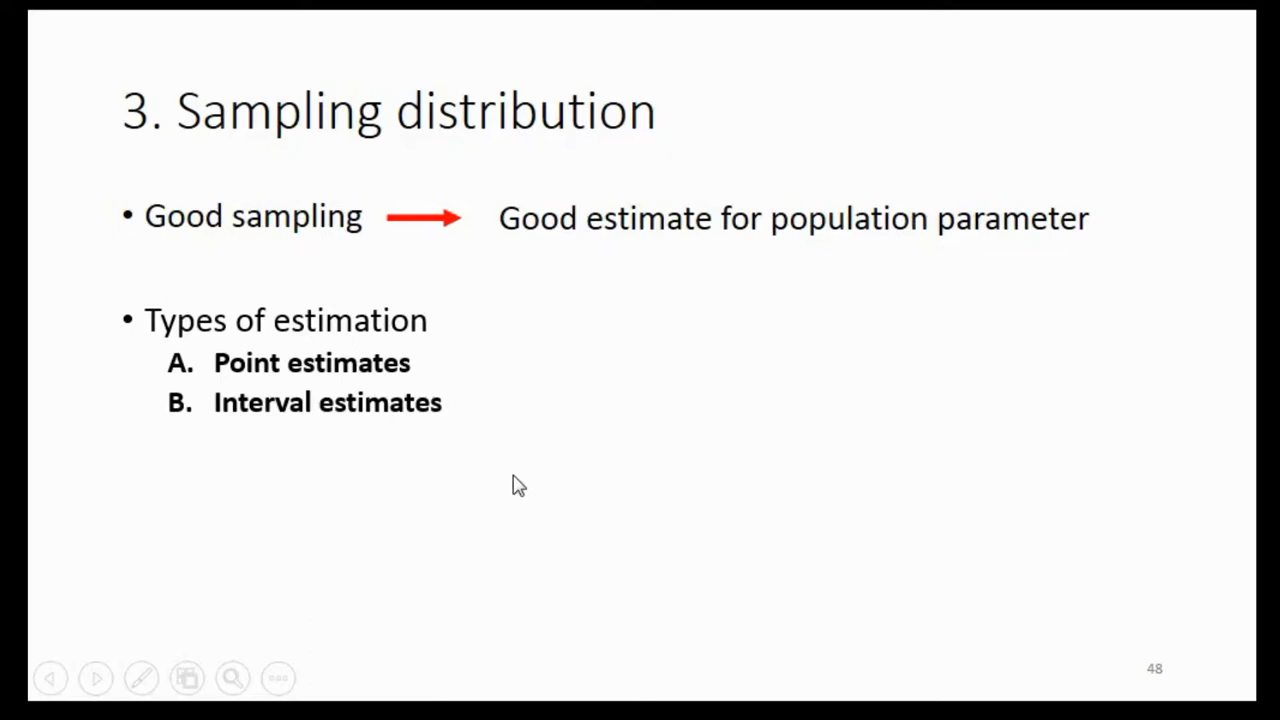 3. Sampling distribution
• Good sampling Good estimate for population parameter
• Types of estimation
A. Point estimates
B. Interval estimates
48